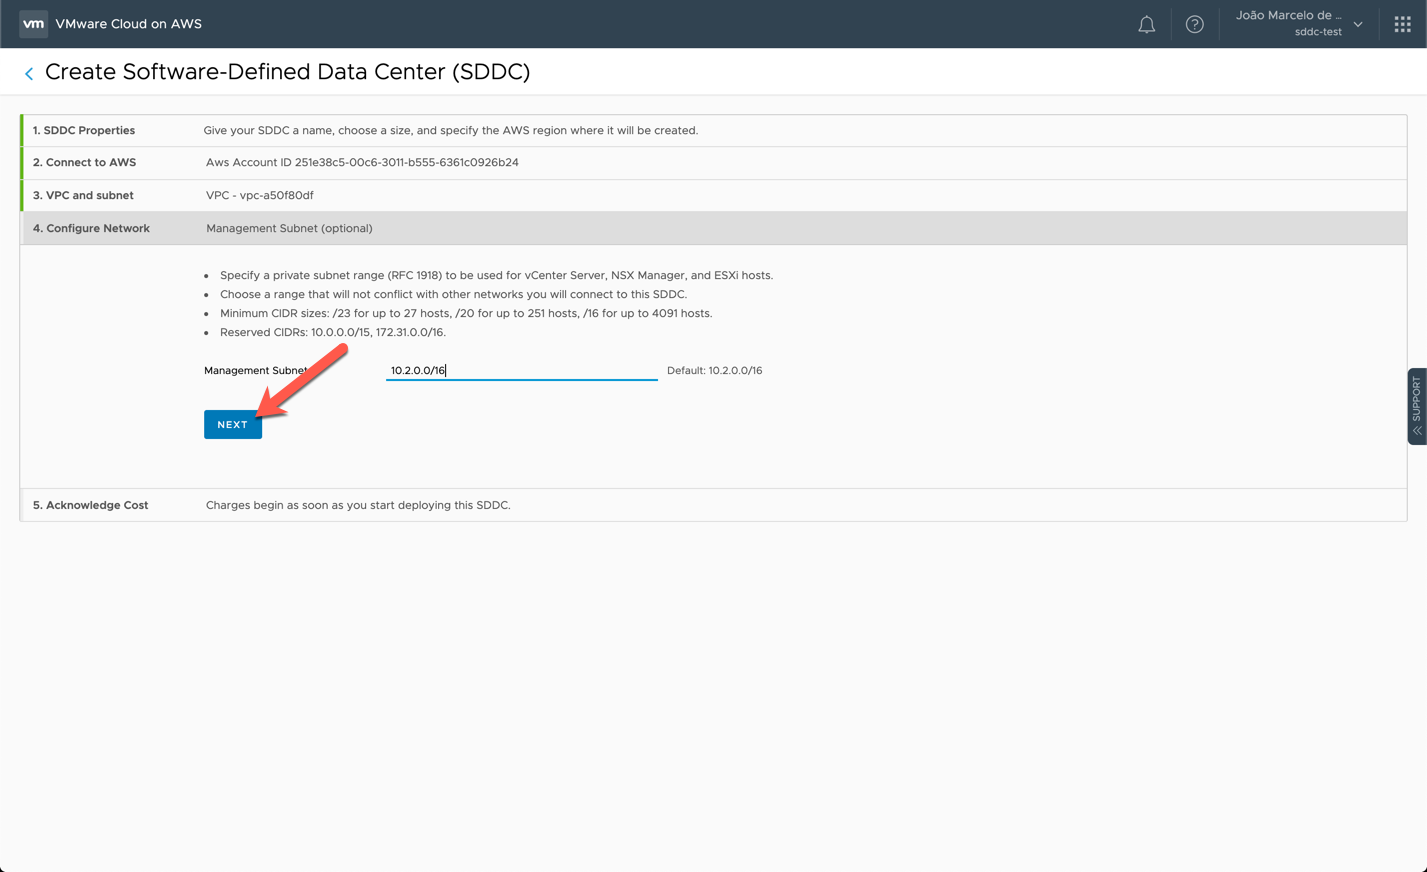 vm VMware Cloud on AWS
João Marcelo de ...
sddc-test
Create Software-Defined Data Center (SDDC)
1. SDDC Properties Give your SDDC a name, choose a size, and specify the AWS region where it will be created.
2. Connect to AWS Aws Account ID 251e38c5-00c6-3011-b555-6361c0926b24
3. VPC and subnet VPC - vpc-a50f80df
4. Configure Network Management Subnet (optional)
• Specify a private subnet range (RFC 1918) to be used for vCenter Server, NSX Manager, and ESXi hosts.
• Choose a range that will not conflict with other networks you will connect to this SDDC.
• Minimum CIDR sizes: /23 for up to 27 hosts, /20 for up to 251 hosts, /16 for up to 4091 hosts.
• Reserved CIDRs: 10.0.0.0/15, 172.31.0.0/16.
Management Subnet 10.2.0.0/16 Default: 10.2.0.0/16
NEXT
SUPPORT
5. Acknowledge Cost Charges begin as soon as you start deploying this SDDC.